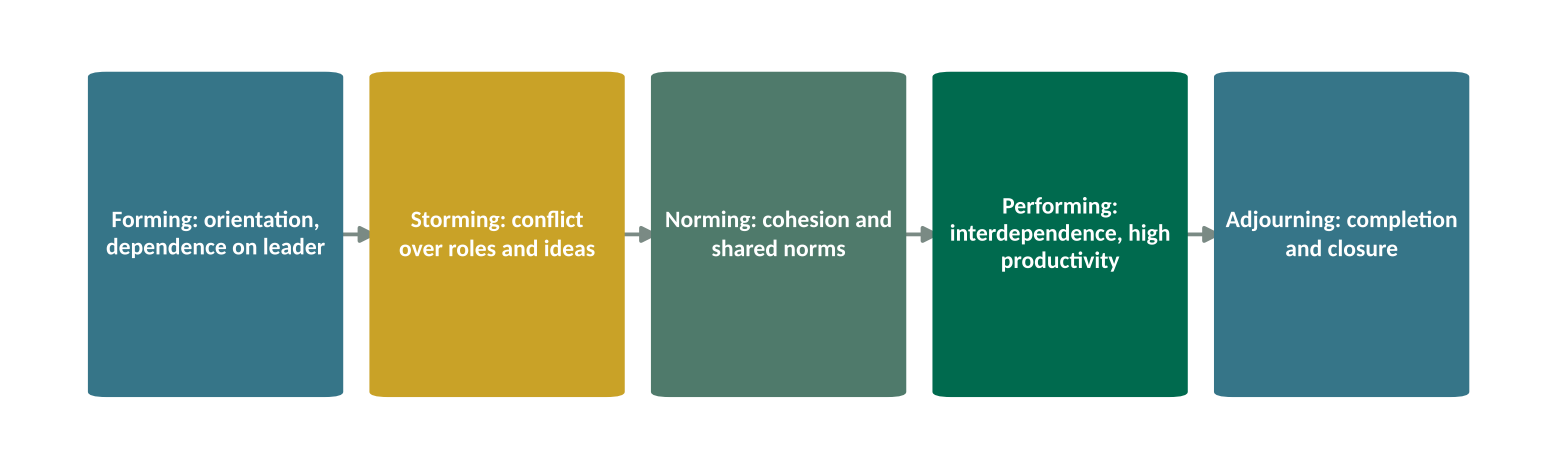 Forming: orientation,
dependence on leader
Storming: conflict
over roles and ideas
Norming: cohesion and
shared norms
Performing:
interdependence, high
productivity
Adjourning: completion
and closure